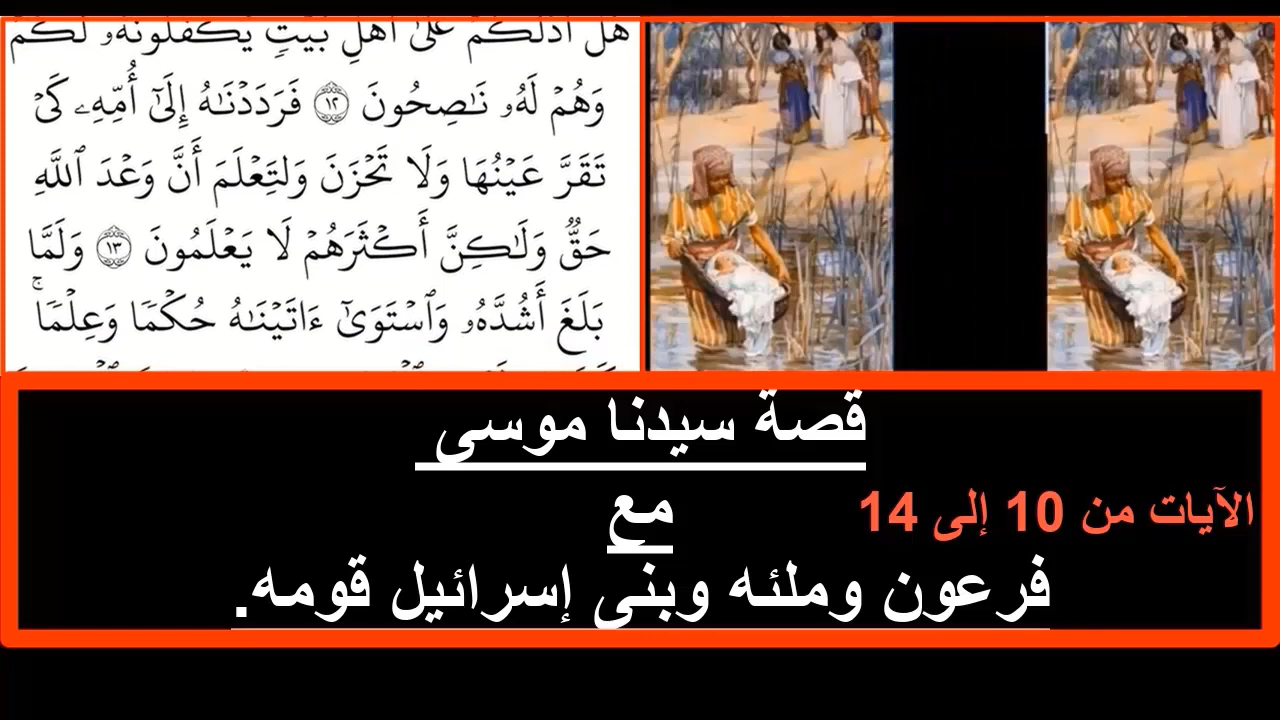 هَلْ أَدُلُّكُمْ عَلَىٰٓ أَهْلِ بَيْتٍ يَكْفُلُونَهُۥ لَكُمْ
وَهُمْ لَهُۥ نَـٰصِحُونَ ١٢ فَرَدَدْنَـٰهُ إِلَىٰٓ أُمِّهِۦ كَىْ
تَقَرَّ عَيْنُهَا وَلَا تَحْزَنَ وَلِتَعْلَمَ أَنَّ وَعْدَ ٱللَّهِ
حَقٌّ وَلَـٰكِنَّ أَكْثَرَهُمْ لَا يَعْلَمُونَ ١٣ وَلَمَّا
بَلَغَ أَشُدَّهُۥ وَٱسْتَوَىٰٓ ءَاتَيْنَـٰهُ حُكْمًا وَعِلْمًا ۚ
قصة سيدنا موسى
مع
الآيات من 10 إلى 14
فرعون وملئه وبنى إسرائيل قومه.